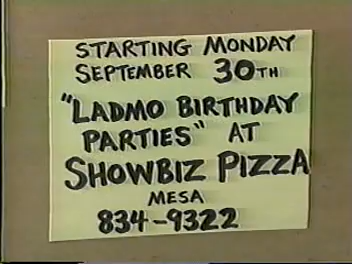 STARTING MONDAY
SEPTEMBER 30TH
"LADMO BIRTHDAY
PARTIES" AT
SHOWBIZ PIZZA
MESA
834-9322